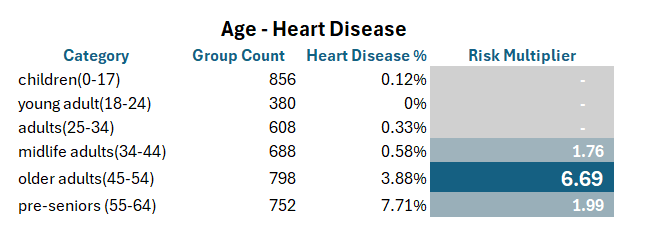 Age - Heart Disease
Category Group Count Heart Disease % Risk Multiplier
children(0-17) 856 0.12% -
young adult(18-24) 380 0% -
adults(25-34) 608 0.33% -
midlife adults(34-44) 688 0.58% 1.76
older adults(45-54) 798 3.88% 6.69
pre-seniors (55-64) 752 7.71% 1.99